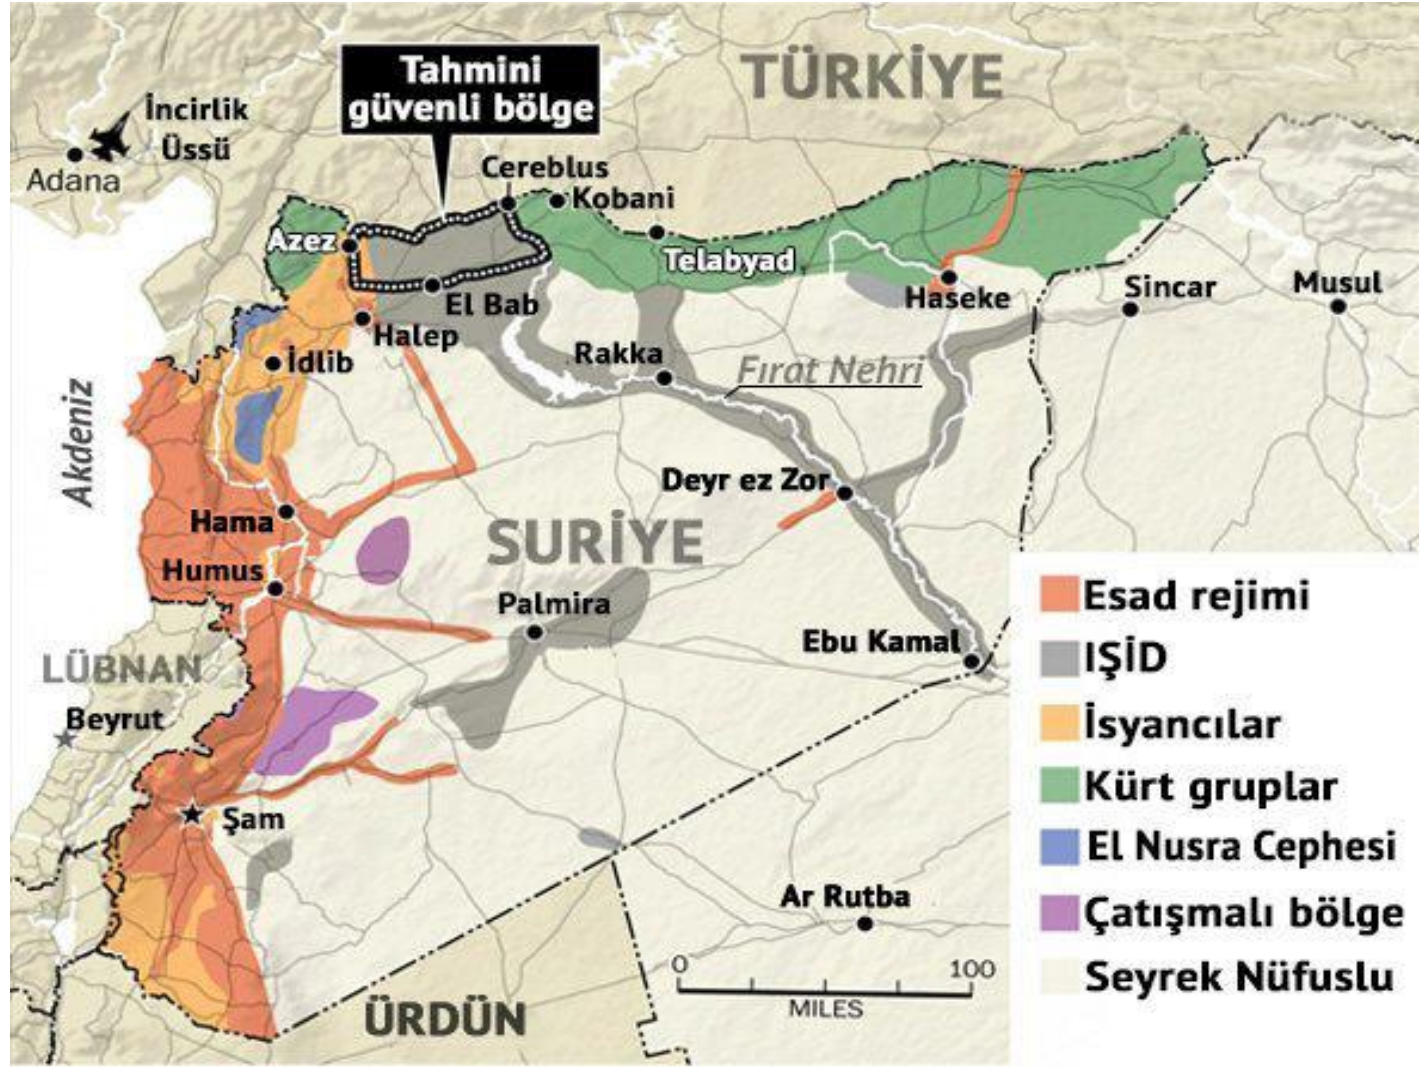 Tahmini
güvenli bölge
TÜRKİYE
İncirlik
Üssü
Adana
Cereblus
Kobani
Azez
Telabyad
El Bab
Haseke
Sincar
Musul
Halep
İdlib
Rakka
Fırat Nehri
Akdeniz
Deyr ez Zor
Hama
SURİYE
Humus
Palmira
Ebu Kamal
LÜBNAN
Beyrut
Şam
Ar Rutba
ÜRDÜN
0
100
MILES
Esad rejimi
IŞİD
İsyancılar
Kürt gruplar
El Nusra Cephesi
Çatışmalı bölge
Seyrek Nüfuslu